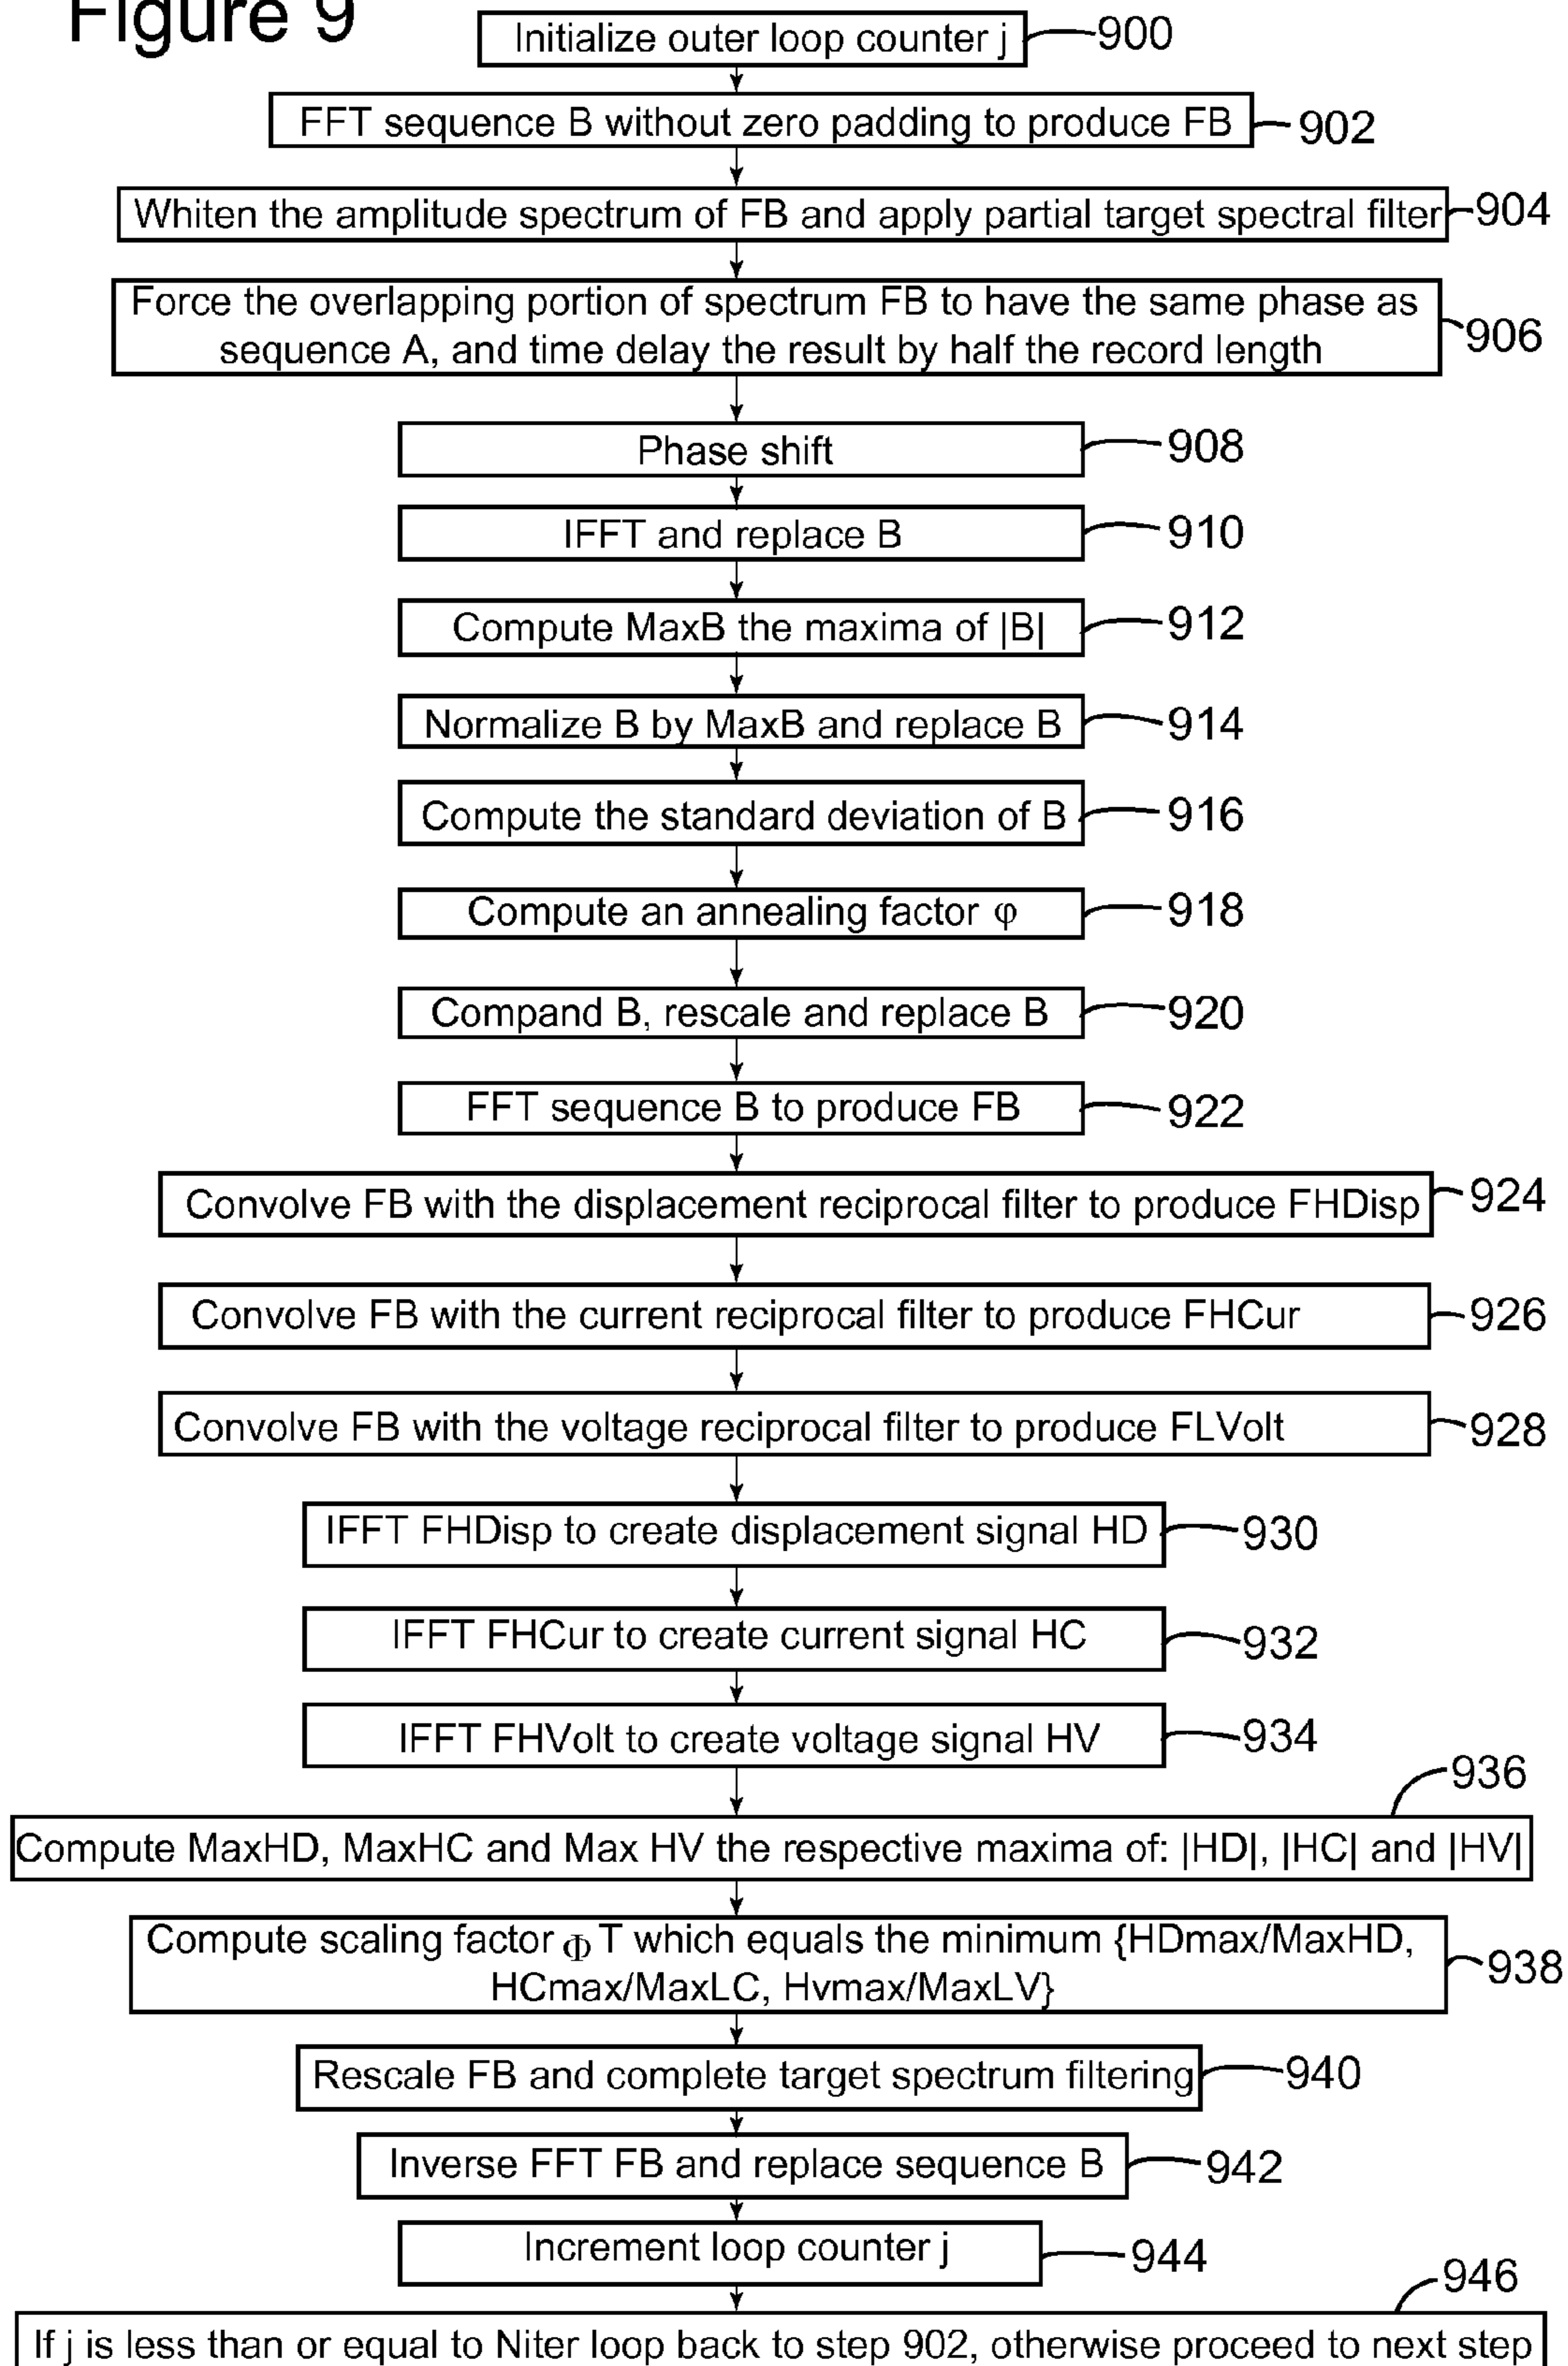 Figure 9
Initialize outer loop counter j
900
FFT sequence B without zero padding to produce FB
902
Whiten the amplitude spectrum of FB and apply partial target spectral filter
904
Force the overlapping portion of spectrum FB to have the same phase as
sequence A, and time delay the result by half the record length
906
Phase shift
908
IFFT and replace B
910
Compute MaxB the maxima of |B|
912
Normalize B by MaxB and replace B
914
Compute the standard deviation of B
916
Compute an annealing factor φ
918
Compand B, rescale and replace B
920
FFT sequence B to produce FB
922
Convolve FB with the displacement reciprocal filter to produce FHDisp
924
Convolve FB with the current reciprocal filter to produce FHCur
926
Convolve FB with the voltage reciprocal filter to produce FLVolt
928
IFFT FHDisp to create displacement signal HD
930
IFFT FHCur to create current signal HC
932
IFFT FHVolt to create voltage signal HV
934
936
Compute MaxHD, MaxHC and Max HV the respective maxima of: |HD|, |HC| and |HV|
Compute scaling factor Φ T which equals the minimum {HDmax/MaxHD,
HCmax/MaxLC, Hvmax/MaxLV}
938
Rescale FB and complete target spectrum filtering
940
Inverse FFT FB and replace sequence B
942
Increment loop counter j
944
946
If j is less than or equal to Niter loop back to step 902, otherwise proceed to next step